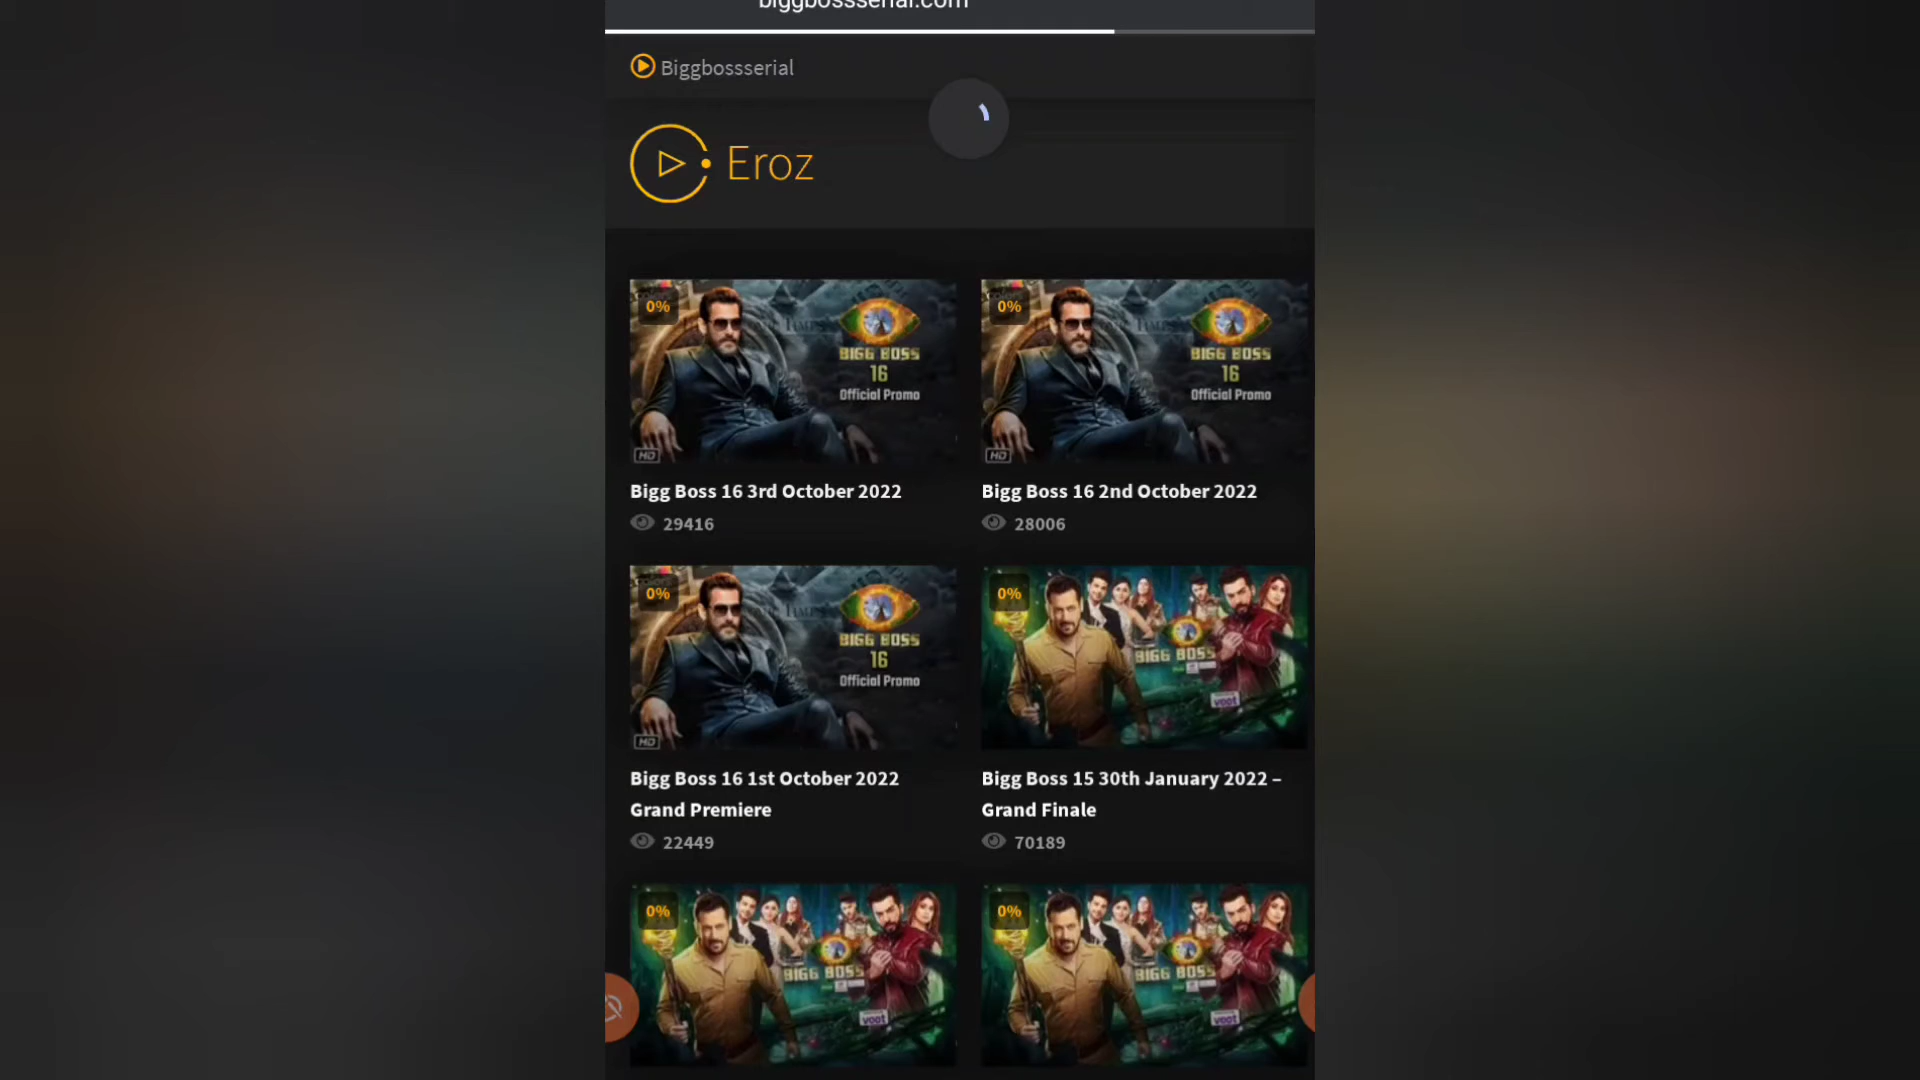 biggbossserial.com
Biggbossserial
Eroz
0%
BIGG BOSS
16
Official Promo
HD
0%
BIGG BOSS
16
Official Promo
HD
Bigg Boss 16 3rd October 2022
29416
Bigg Boss 16 2nd October 2022
28006
0%
BIGG BOSS
16
Official Promo
HD
0%
BIGG BOSS
voot
Bigg Boss 16 1st October 2022
Grand Premiere
22449
Bigg Boss 15 30th January 2022 –
Grand Finale
70189
0%
BIGG BOSS
voot
0%
BIGG BOSS
voot